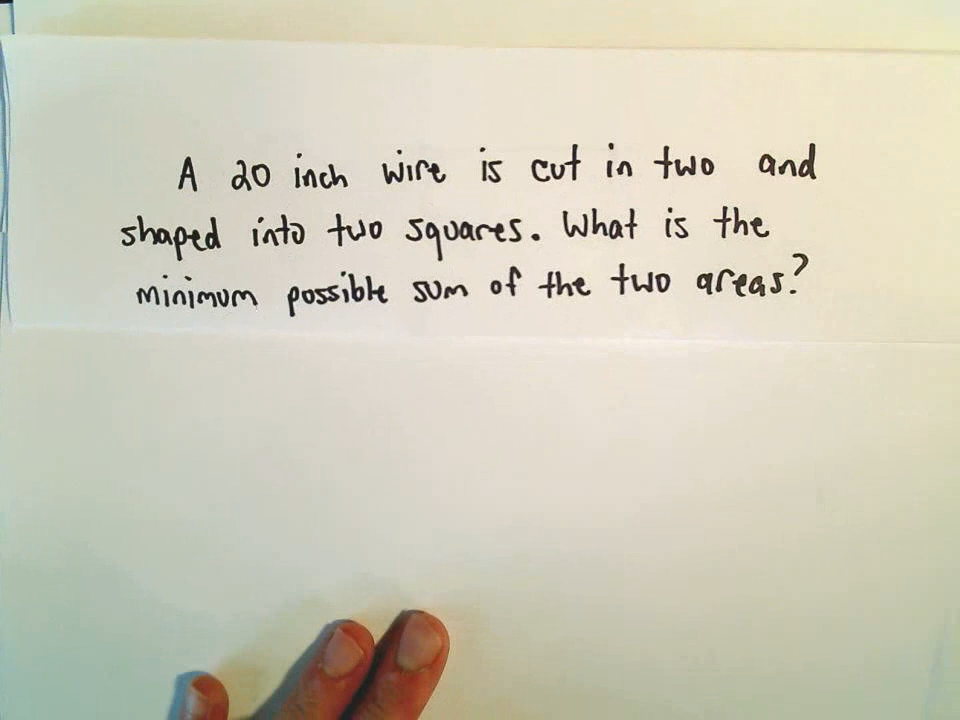 A 20 inch wire is cut in two and
shaped into two squares. What is the
minimum possible sum of the two areas?